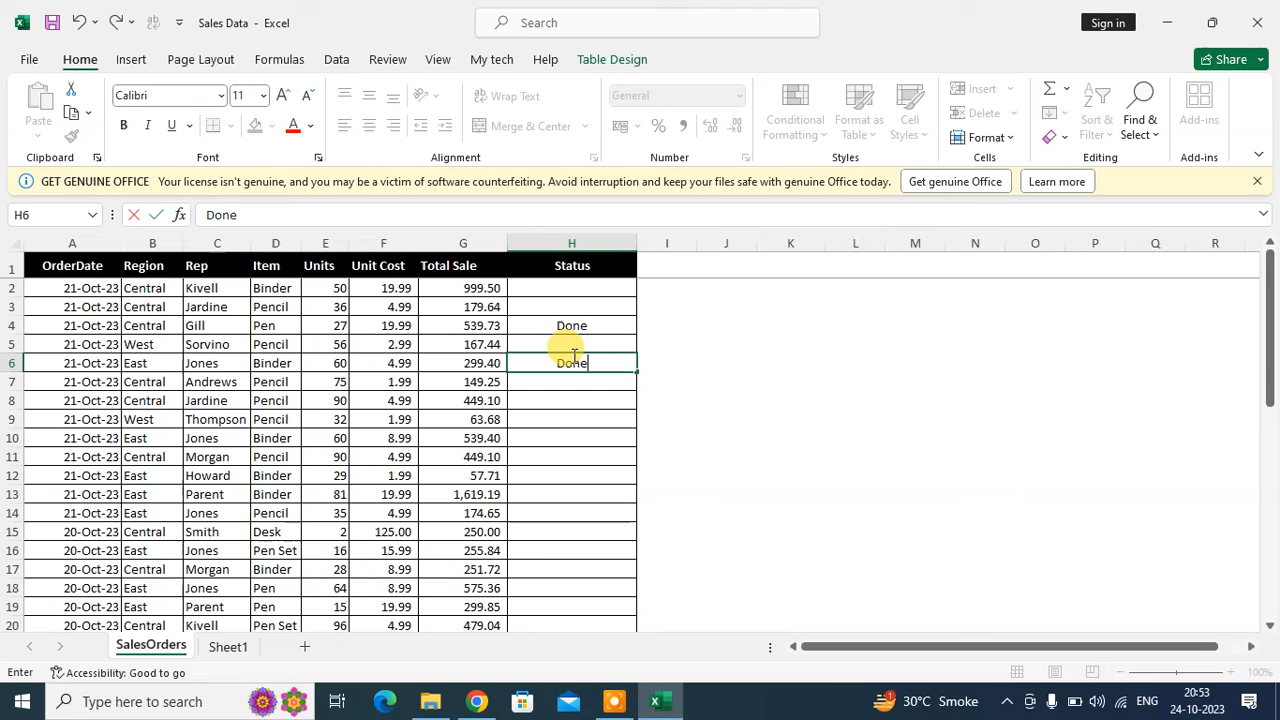 Sales Data - Excel
Search
Sign in
File Home Insert Page Layout Formulas Data Review View My tech Help Table Design Share
Paste
Clipboard
Calibri 11
B I U A
Font
ab Wrap Text
Merge & Center
Alignment
General
%
Number
Conditional Formatting
Format as Table
Cell Styles
Styles
Insert
Delete
Format
Cells
Sort & Filter
Find & Select
Editing
Add-ins
Add-ins
GET GENUINE OFFICE Your license isn't genuine, and you may be a victim of software counterfeiting. Avoid interruption and keep your files safe with genuine Office today. Get genuine Office Learn more
H6 fx Done
A B C D E F G H I J K L M N O P Q R
1 OrderDate Region Rep Item Units Unit Cost Total Sale Status
2 21-Oct-23 Central Kivell Binder 50 19.99 999.50
3 21-Oct-23 Central Jardine Pencil 36 4.99 179.64
4 21-Oct-23 Central Gill Pen 27 19.99 539.73 Done
5 21-Oct-23 West Sorvino Pencil 56 2.99 167.44
6 21-Oct-23 East Jones Binder 60 4.99 299.40 Done
7 21-Oct-23 Central Andrews Pencil 75 1.99 149.25
8 21-Oct-23 Central Jardine Pencil 90 4.99 449.10
9 21-Oct-23 West Thompson Pencil 32 1.99 63.68
10 21-Oct-23 East Jones Binder 60 8.99 539.40
11 21-Oct-23 Central Morgan Pencil 90 4.99 449.10
12 21-Oct-23 East Howard Binder 29 1.99 57.71
13 21-Oct-23 East Parent Binder 81 19.99 1,619.19
14 21-Oct-23 East Jones Pencil 35 4.99 174.65
15 20-Oct-23 Central Smith Desk 2 125.00 250.00
16 20-Oct-23 East Jones Pen Set 16 15.99 255.84
17 20-Oct-23 Central Morgan Binder 28 8.99 251.72
18 20-Oct-23 East Jones Pen 64 8.99 575.36
19 20-Oct-23 East Parent Pen 15 19.99 299.85
20 20-Oct-23 Central Kivell Pen Set 96 4.99 479.04
SalesOrders Sheet1
Enter Accessibility: Good to go 100%
Type here to search
1
30°C Smoke
ENG
20:53
24-10-2023